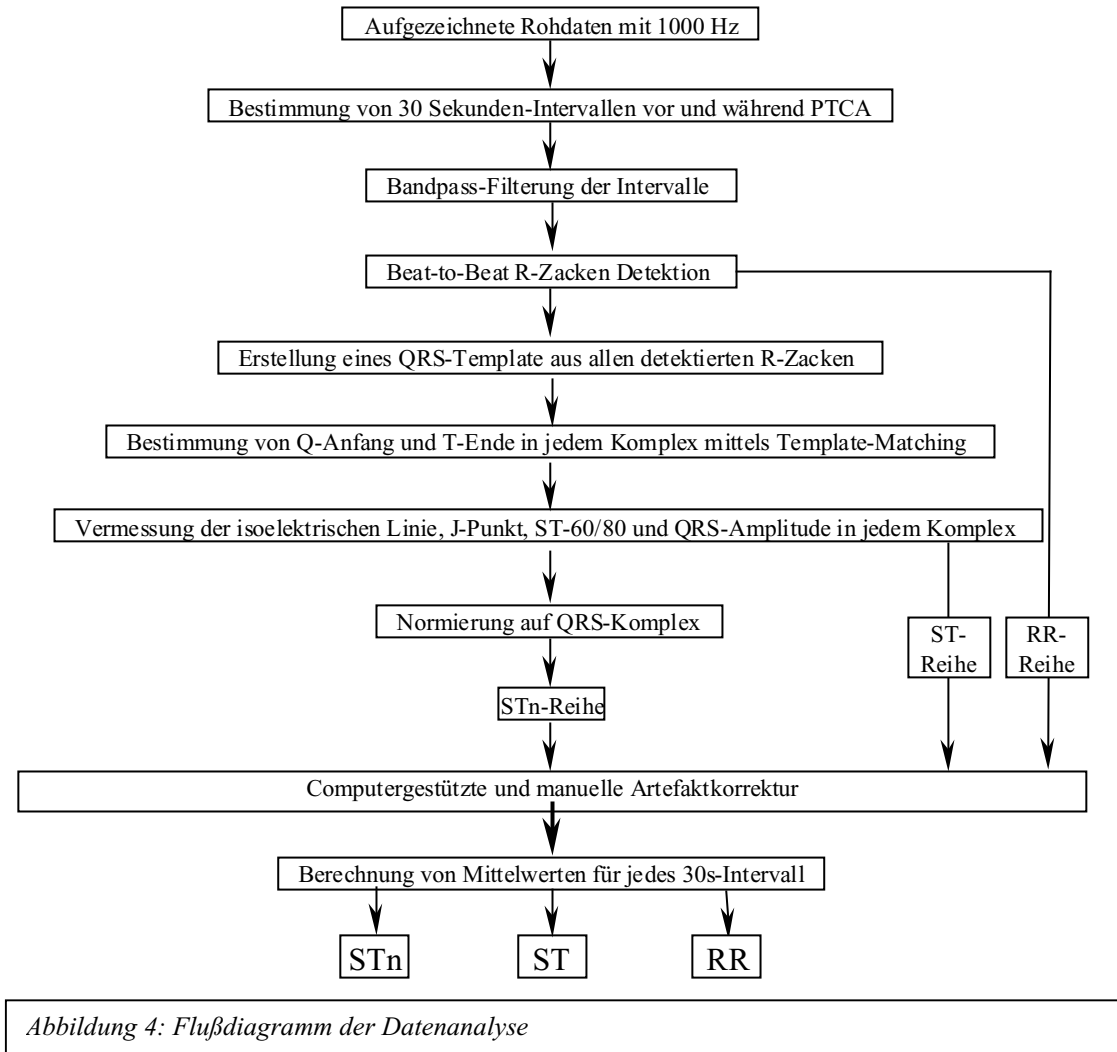 Aufgezeichnete Rohdaten mit 1000 Hz
Bestimmung von 30 Sekunden-Intervallen vor und während PTCA
Bandpass-Filterung der Intervalle
Beat-to-Beat R-Zacken Detektion
Erstellung eines QRS-Template aus allen detektierten R-Zacken
Bestimmung von Q-Anfang und T-Ende in jedem Komplex mittels Template-Matching
Vermessung der isoelektrischen Linie, J-Punkt, ST-60/80 und QRS-Amplitude in jedem Komplex
Normierung auf QRS-Komplex
ST-
Reihe
RR-
Reihe
STn-Reihe
Computergestützte und manuelle Artefaktkorrektur
Berechnung von Mittelwerten für jedes 30s-Intervall
STn
ST
RR
Abbildung 4: Flußdiagramm der Datenanalyse